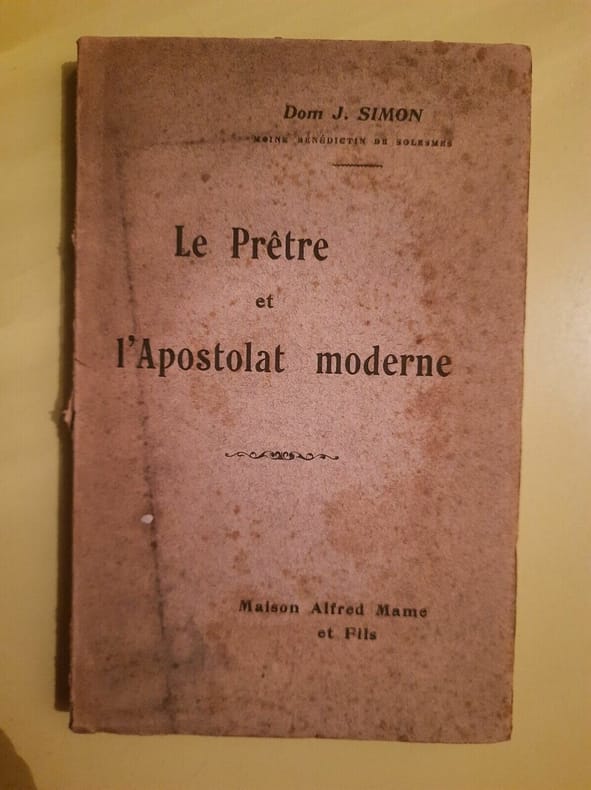 Dom J. SIMON
MOINE BÉNÉDICTIN DE SOLESMES
Le Prêtre
et
l'Apostolat moderne
Maison Alfred Mame
et Fils